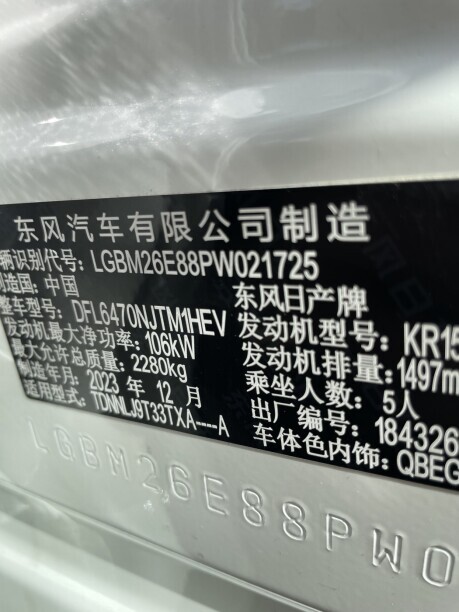 东风汽车有限公司制造
车辆识别代号: LGBM26E88PW021725
制造国: 中国 东风日产牌
整车型号: DFL6470NJTM1HEV 发动机型号: KR15
发动机最大净功率: 106kW 发动机排量: 1497m
最大允许总质量: 2280kg 乘坐人数: 5人
制造年月: 2023 年 12 月 出厂编号: 184326
TDNNLJ9T33TXA----A 车体色内饰: QBEG
LGBM26E88PW0